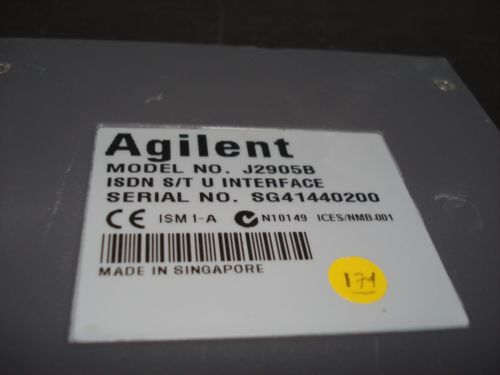 Agilent
MODEL NO. J2905B
ISDN S/T U INTERFACE
SERIAL NO. SG41440200
CE ISM 1-A N10149 ICES/NMB-001
MADE IN SINGAPORE
171